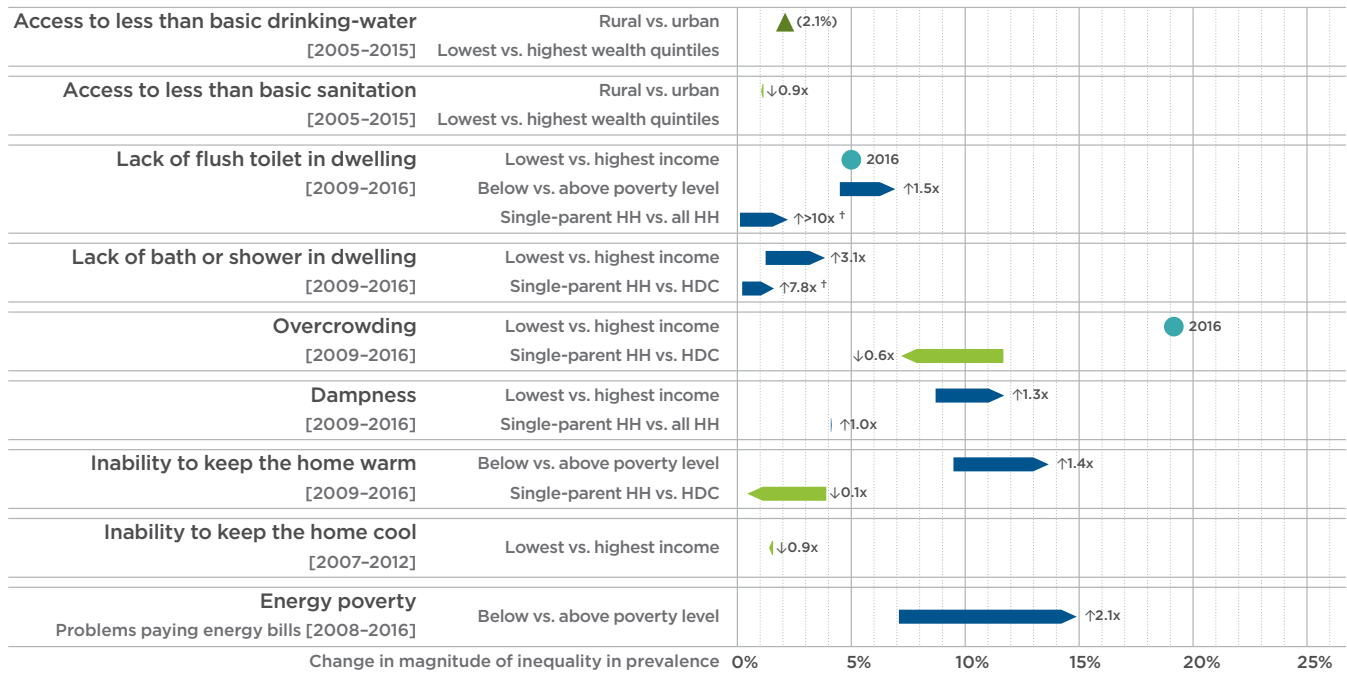 Access to less than basic drinking-water Rural vs. urban (2.1%)
[2005–2015] Lowest vs. highest wealth quintiles
Access to less than basic sanitation Rural vs. urban ↓0.9x
[2005–2015] Lowest vs. highest wealth quintiles
Lack of flush toilet in dwelling Lowest vs. highest income 2016
[2009–2016] Below vs. above poverty level ↑1.5x
Single-parent HH vs. all HH ↑>10x †
Lack of bath or shower in dwelling Lowest vs. highest income ↑3.1x
[2009–2016] Single-parent HH vs. HDC ↑7.8x †
Overcrowding Lowest vs. highest income 2016
[2009–2016] Single-parent HH vs. HDC ↓0.6x
Dampness Lowest vs. highest income ↑1.3x
[2009–2016] Single-parent HH vs. all HH ↑1.0x
Inability to keep the home warm Below vs. above poverty level ↑1.4x
[2009–2016] Single-parent HH vs. HDC ↓0.1x
Inability to keep the home cool
[2007–2012] Lowest vs. highest income ↓0.9x
Energy poverty
Problems paying energy bills [2008–2016] Below vs. above poverty level ↑2.1x
Change in magnitude of inequality in prevalence 0% 5% 10% 15% 20% 25%